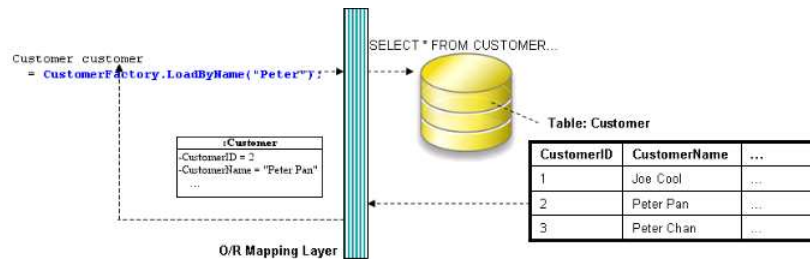 SELECT * FROM CUSTOMER...
Customer customer
= CustomerFactory.LoadByName("Peter");
Table: Customer
:Customer
-CustomerID = 2
-CustomerName = "Peter Pan"
...
CustomerID CustomerName ...
1 Joe Cool ...
2 Peter Pan ...
3 Peter Chan ...
O/R Mapping Layer